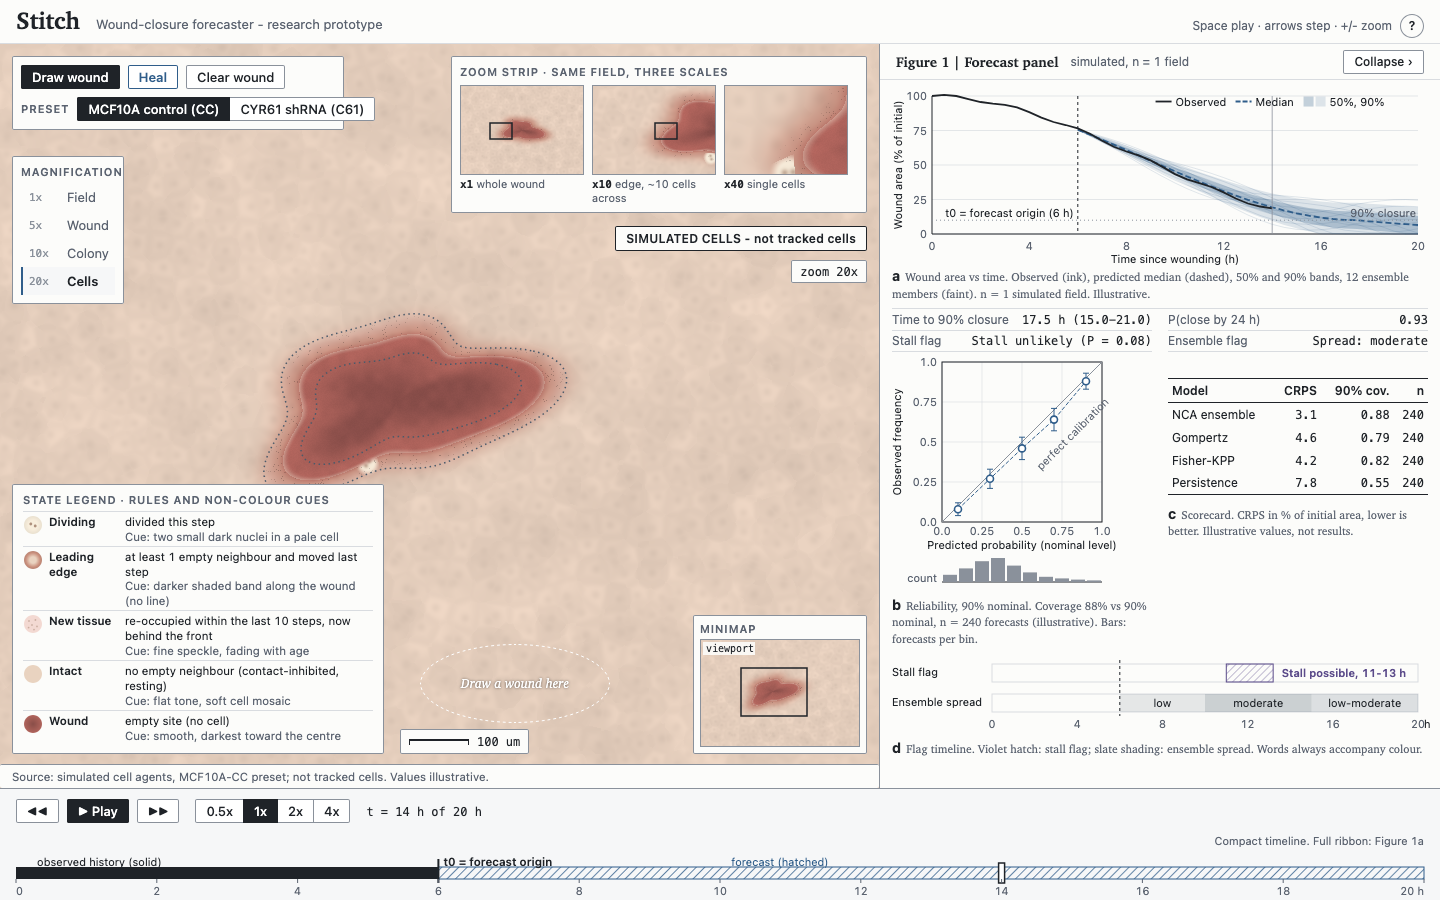 Stitch
Wound-closure forecaster - research prototype
Space play · arrows step · +/- zoom
?
Draw wound
Heal
Clear wound
PRESET
MCF10A control (CC)
CYR61 shRNA (C61)
MAGNIFICATION
1x Field
5x Wound
10x Colony
20x Cells
ZOOM STRIP · SAME FIELD, THREE SCALES
x1 whole wound
x10 edge, ~10 cells
across
x40 single cells
SIMULATED CELLS - not tracked cells
zoom 20x
STATE LEGEND · RULES AND NON-COLOUR CUES
Dividing
divided this step
Cue: two small dark nuclei in a pale cell
Leading
edge
at least 1 empty neighbour and moved last
step
Cue: darker shaded band along the wound
(no line)
New tissue
re-occupied within the last 10 steps, now
behind the front
Cue: fine speckle, fading with age
Intact
no empty neighbour (contact-inhibited,
resting)
Cue: flat tone, soft cell mosaic
Wound
empty site (no cell)
Cue: smooth, darkest toward the centre
Draw a wound here
100 um
MINIMAP
viewport
Source: simulated cell agents, MCF10A-CC preset; not tracked cells. Values illustrative.
Figure 1 | Forecast panel
simulated, n = 1 field
Collapse ›
Wound area (% of initial)
100
75
50
25
0
Observed
Median
50%, 90%
t0 = forecast origin (6 h)
90% closure
0 4 8 12 16 20
Time since wounding (h)
a Wound area vs time. Observed (ink), predicted median (dashed), 50% and 90% bands, 12 ensemble
members (faint). n = 1 simulated field. Illustrative.
Time to 90% closure 17.5 h (15.0–21.0)
P(close by 24 h) 0.93
Stall flag Stall unlikely (P = 0.08)
Ensemble flag Spread: moderate
Observed frequency
1.0
0.75
0.5
0.25
0.0
perfect calibration
0.0 0.25 0.5 0.75 1.0
Predicted probability (nominal level)
count
b Reliability, 90% nominal. Coverage 88% vs 90%
nominal, n = 240 forecasts (illustrative). Bars:
forecasts per bin.
Model CRPS 90% cov. n
NCA ensemble 3.1 0.88 240
Gompertz 4.6 0.79 240
Fisher-KPP 4.2 0.82 240
Persistence 7.8 0.55 240
c Scorecard. CRPS in % of initial area, lower is
better. Illustrative values, not results.
Stall flag
Stall possible, 11-13 h
Ensemble spread
low
moderate
low-moderate
0 4 8 12 16 20h
d Flag timeline. Violet hatch: stall flag; slate shading: ensemble spread. Words always accompany colour.
◀◀
▶ Play
▶▶
0.5x
1x
2x
4x
t = 14 h of 20 h
Compact timeline. Full ribbon: Figure 1a
observed history (solid)
t0 = forecast origin
forecast (hatched)
0 2 4 6 8 10 12 14 16 18 20 h